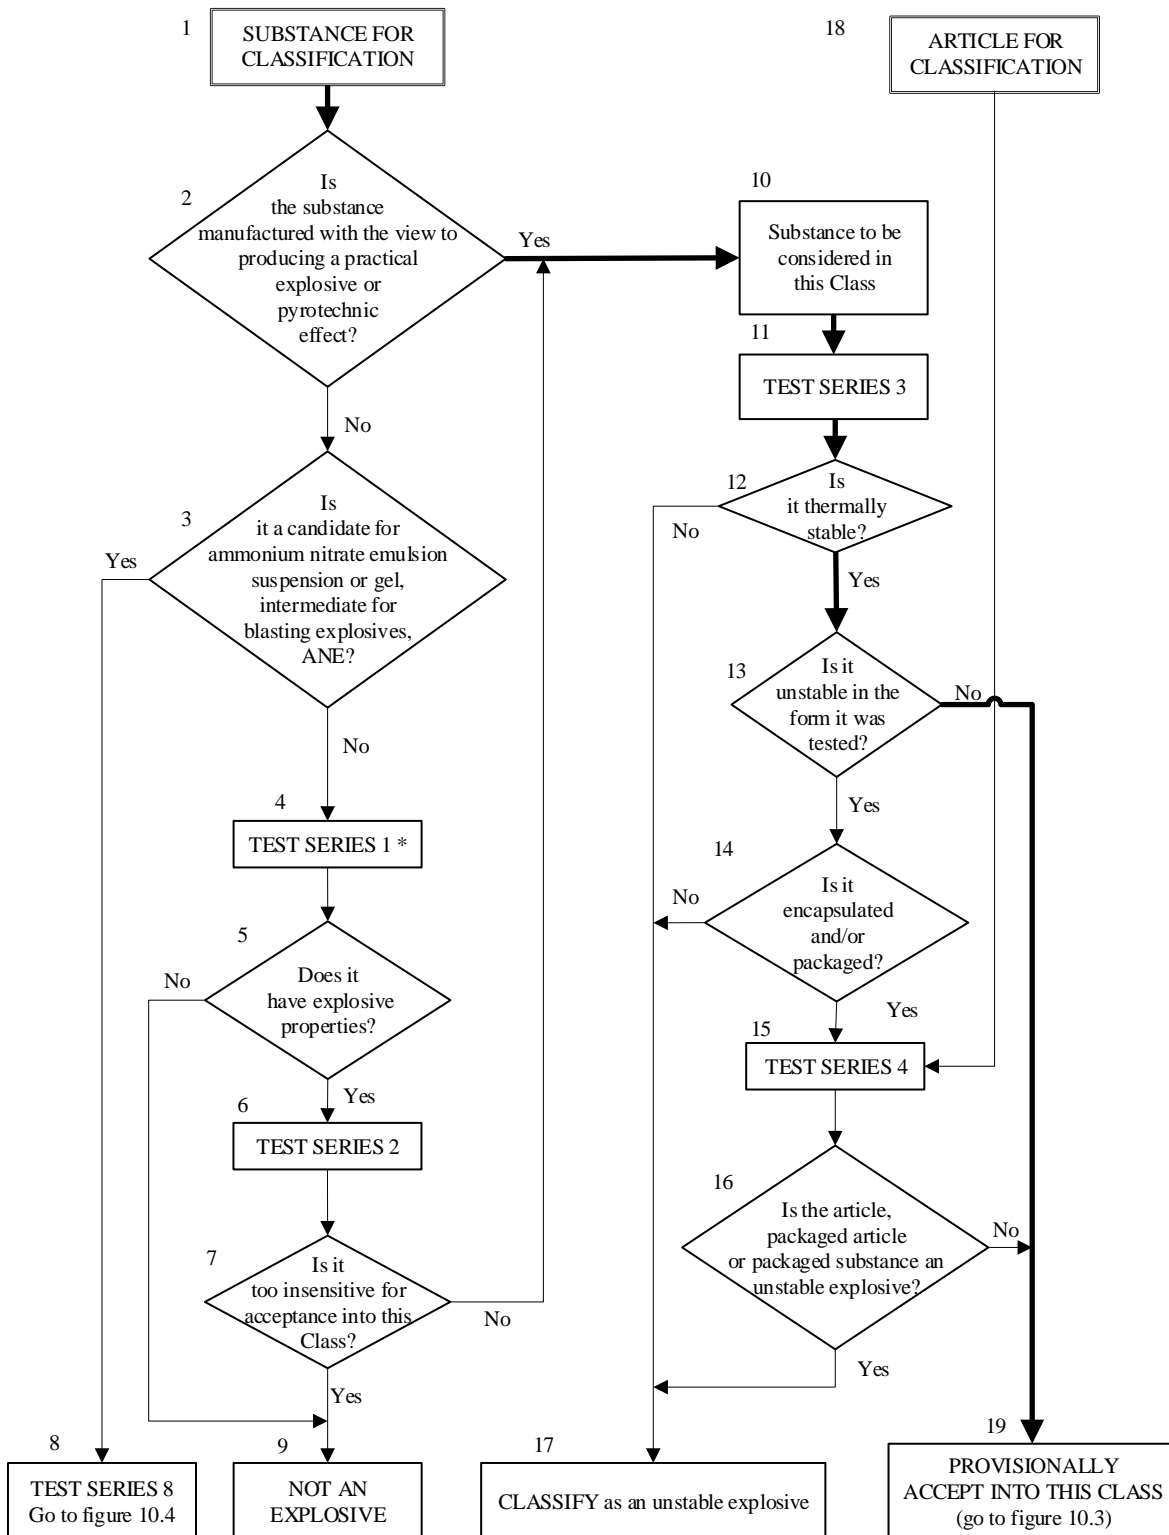 1
SUBSTANCE FOR
CLASSIFICATION
18
ARTICLE FOR
CLASSIFICATION
2
Is
the substance
manufactured with the view to
producing a practical
explosive or
pyrotechnic
effect?
Yes
No
10
Substance to be
considered in
this Class
11
TEST SERIES 3
3
Is
it a candidate for
ammonium nitrate emulsion
suspension or gel,
intermediate for
blasting explosives,
ANE?
Yes
No
12
Is
it thermally
stable?
No
Yes
13
Is it
unstable in the
form it was
tested?
No
Yes
4
TEST SERIES 1 *
14
Is it
encapsulated
and/or
packaged?
No
Yes
5
Does it
have explosive
properties?
No
Yes
15
TEST SERIES 4
6
TEST SERIES 2
16
Is the article,
packaged article
or packaged substance an
unstable explosive?
No
Yes
7
Is it
too insensitive for
acceptance into this
Class?
No
Yes
8
TEST SERIES 8
Go to figure 10.4
9
NOT AN
EXPLOSIVE
17
CLASSIFY as an unstable explosive
19
PROVISIONALLY
ACCEPT INTO THIS CLASS
(go to figure 10.3)